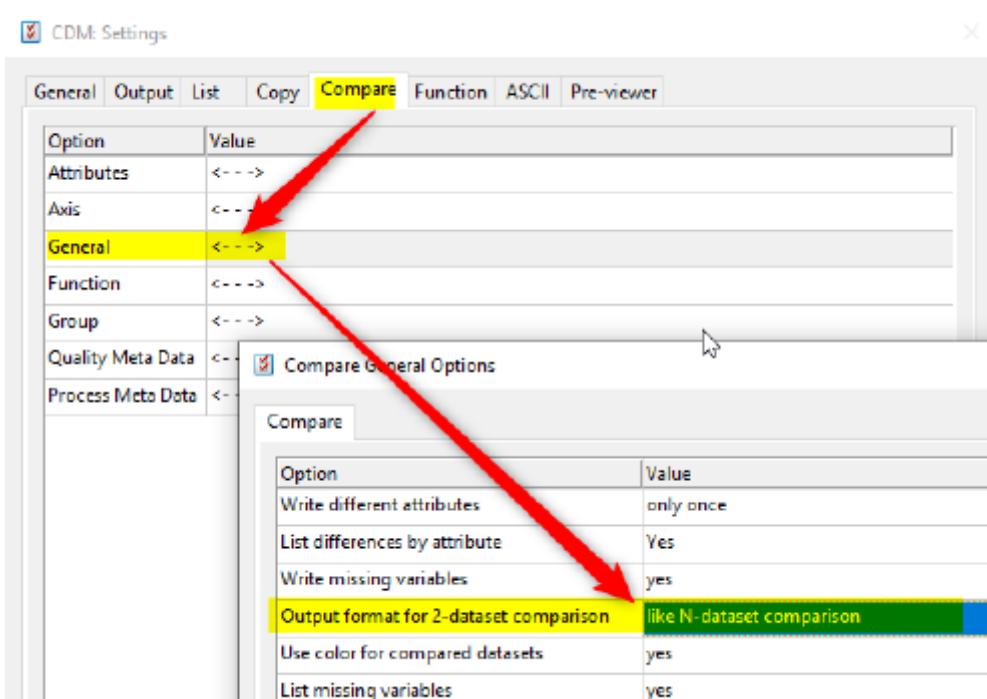 CDM: Settings
General Output List Copy Compare Function ASCII Pre-viewer
Option Value
Attributes <--->
Axis <--
General <--->
Function <--->
Group <--->
Quality Meta Data <-
Process Meta Data <-
Compare General Options
Compare
Option Value
Write different attributes only once
List differences by attribute Yes
Write missing variables yes
Output format for 2-dataset comparison like N-dataset comparison
Use color for compared datasets yes
List missing variables yes